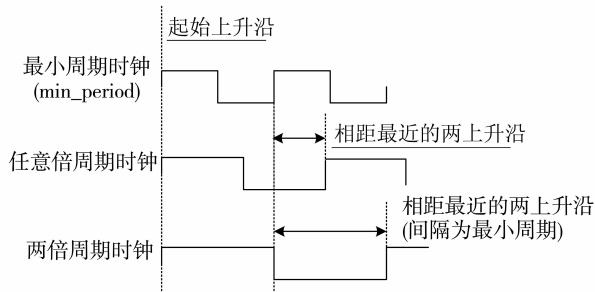 起始上升沿
最小周期时钟
(min_period)
相距最近的两上升沿
任意倍周期时钟
相距最近的两上升沿
(间隔为最小周期)
两倍周期时钟